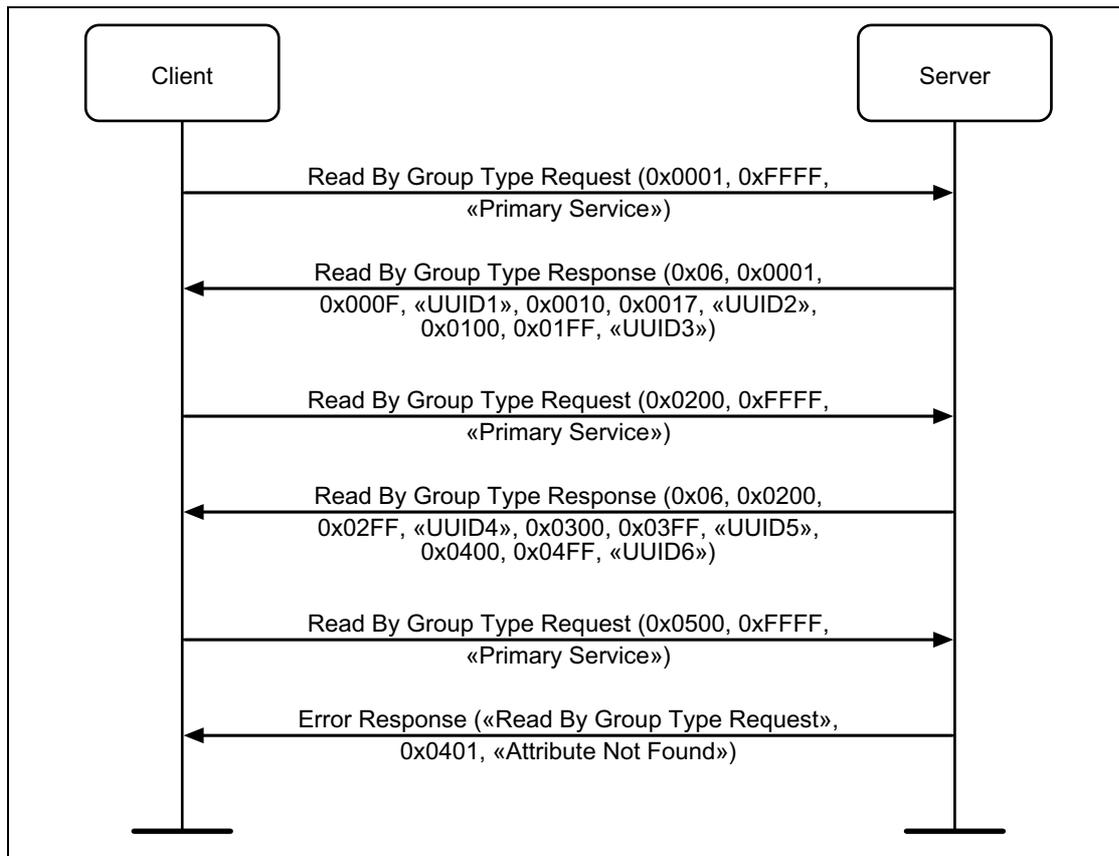 Client
Server
Read By Group Type Request (0x0001, 0xFFFF,
«Primary Service»)
Read By Group Type Response (0x06, 0x0001,
0x000F, «UUID1», 0x0010, 0x0017, «UUID2»,
0x0100, 0x01FF, «UUID3»)
Read By Group Type Request (0x0200, 0xFFFF,
«Primary Service»)
Read By Group Type Response (0x06, 0x0200,
0x02FF, «UUID4», 0x0300, 0x03FF, «UUID5»,
0x0400, 0x04FF, «UUID6»)
Read By Group Type Request (0x0500, 0xFFFF,
«Primary Service»)
Error Response («Read By Group Type Request»,
0x0401, «Attribute Not Found»)